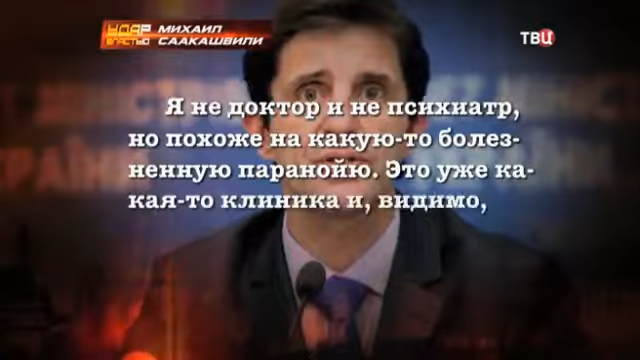 УДАР
ВЛАСТЬЮ
МИХАИЛ
СААКАШВИЛИ
ТВЦ
Я не доктор и не психиатр,
но похоже на какую-то болез-
ненную паранойю. Это уже ка-
кая-то клиника и, видимо,